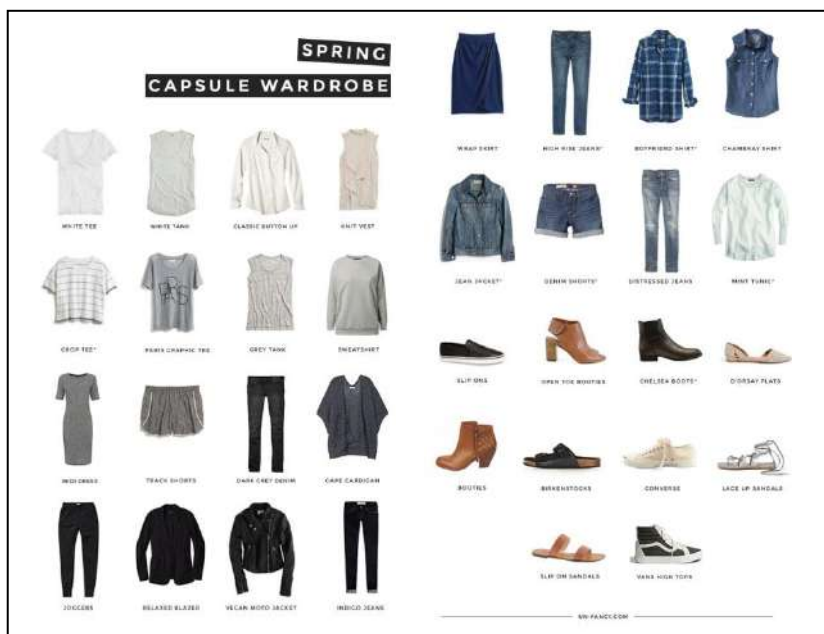 SPRING
CAPSULE WARDROBE
WHITE TEE
WHITE TANK
CLASSIC BUTTON UP
KNIT VEST
CROP TEE*
PARIS GRAPHIC TEE
GREY TANK
SWEATSHIRT
MIDI DRESS
TRACK SHORTS
DARK GREY DENIM
CAPE CARDIGAN
JOGGERS
RELAXED BLAZER
VEGAN MOTO JACKET
INDIGO JEANS
WRAP SKIRT
HIGH RISE JEANS*
BOYFRIEND SHIRT*
CHAMBRAY SHIRT
JEAN JACKET*
DENIM SHORTS*
DISTRESSED JEANS
MINT TUNIC*
SLIP ONS
OPEN TOE BOOTIES
CHELSEA BOOTS*
D'ORSAY FLATS
BOOTIES
BIRKENSTOCKS
CONVERSE
LACE UP SANDALS
SLIP ON SANDALS
VANS HIGH TOPS
UN-FANCY.COM